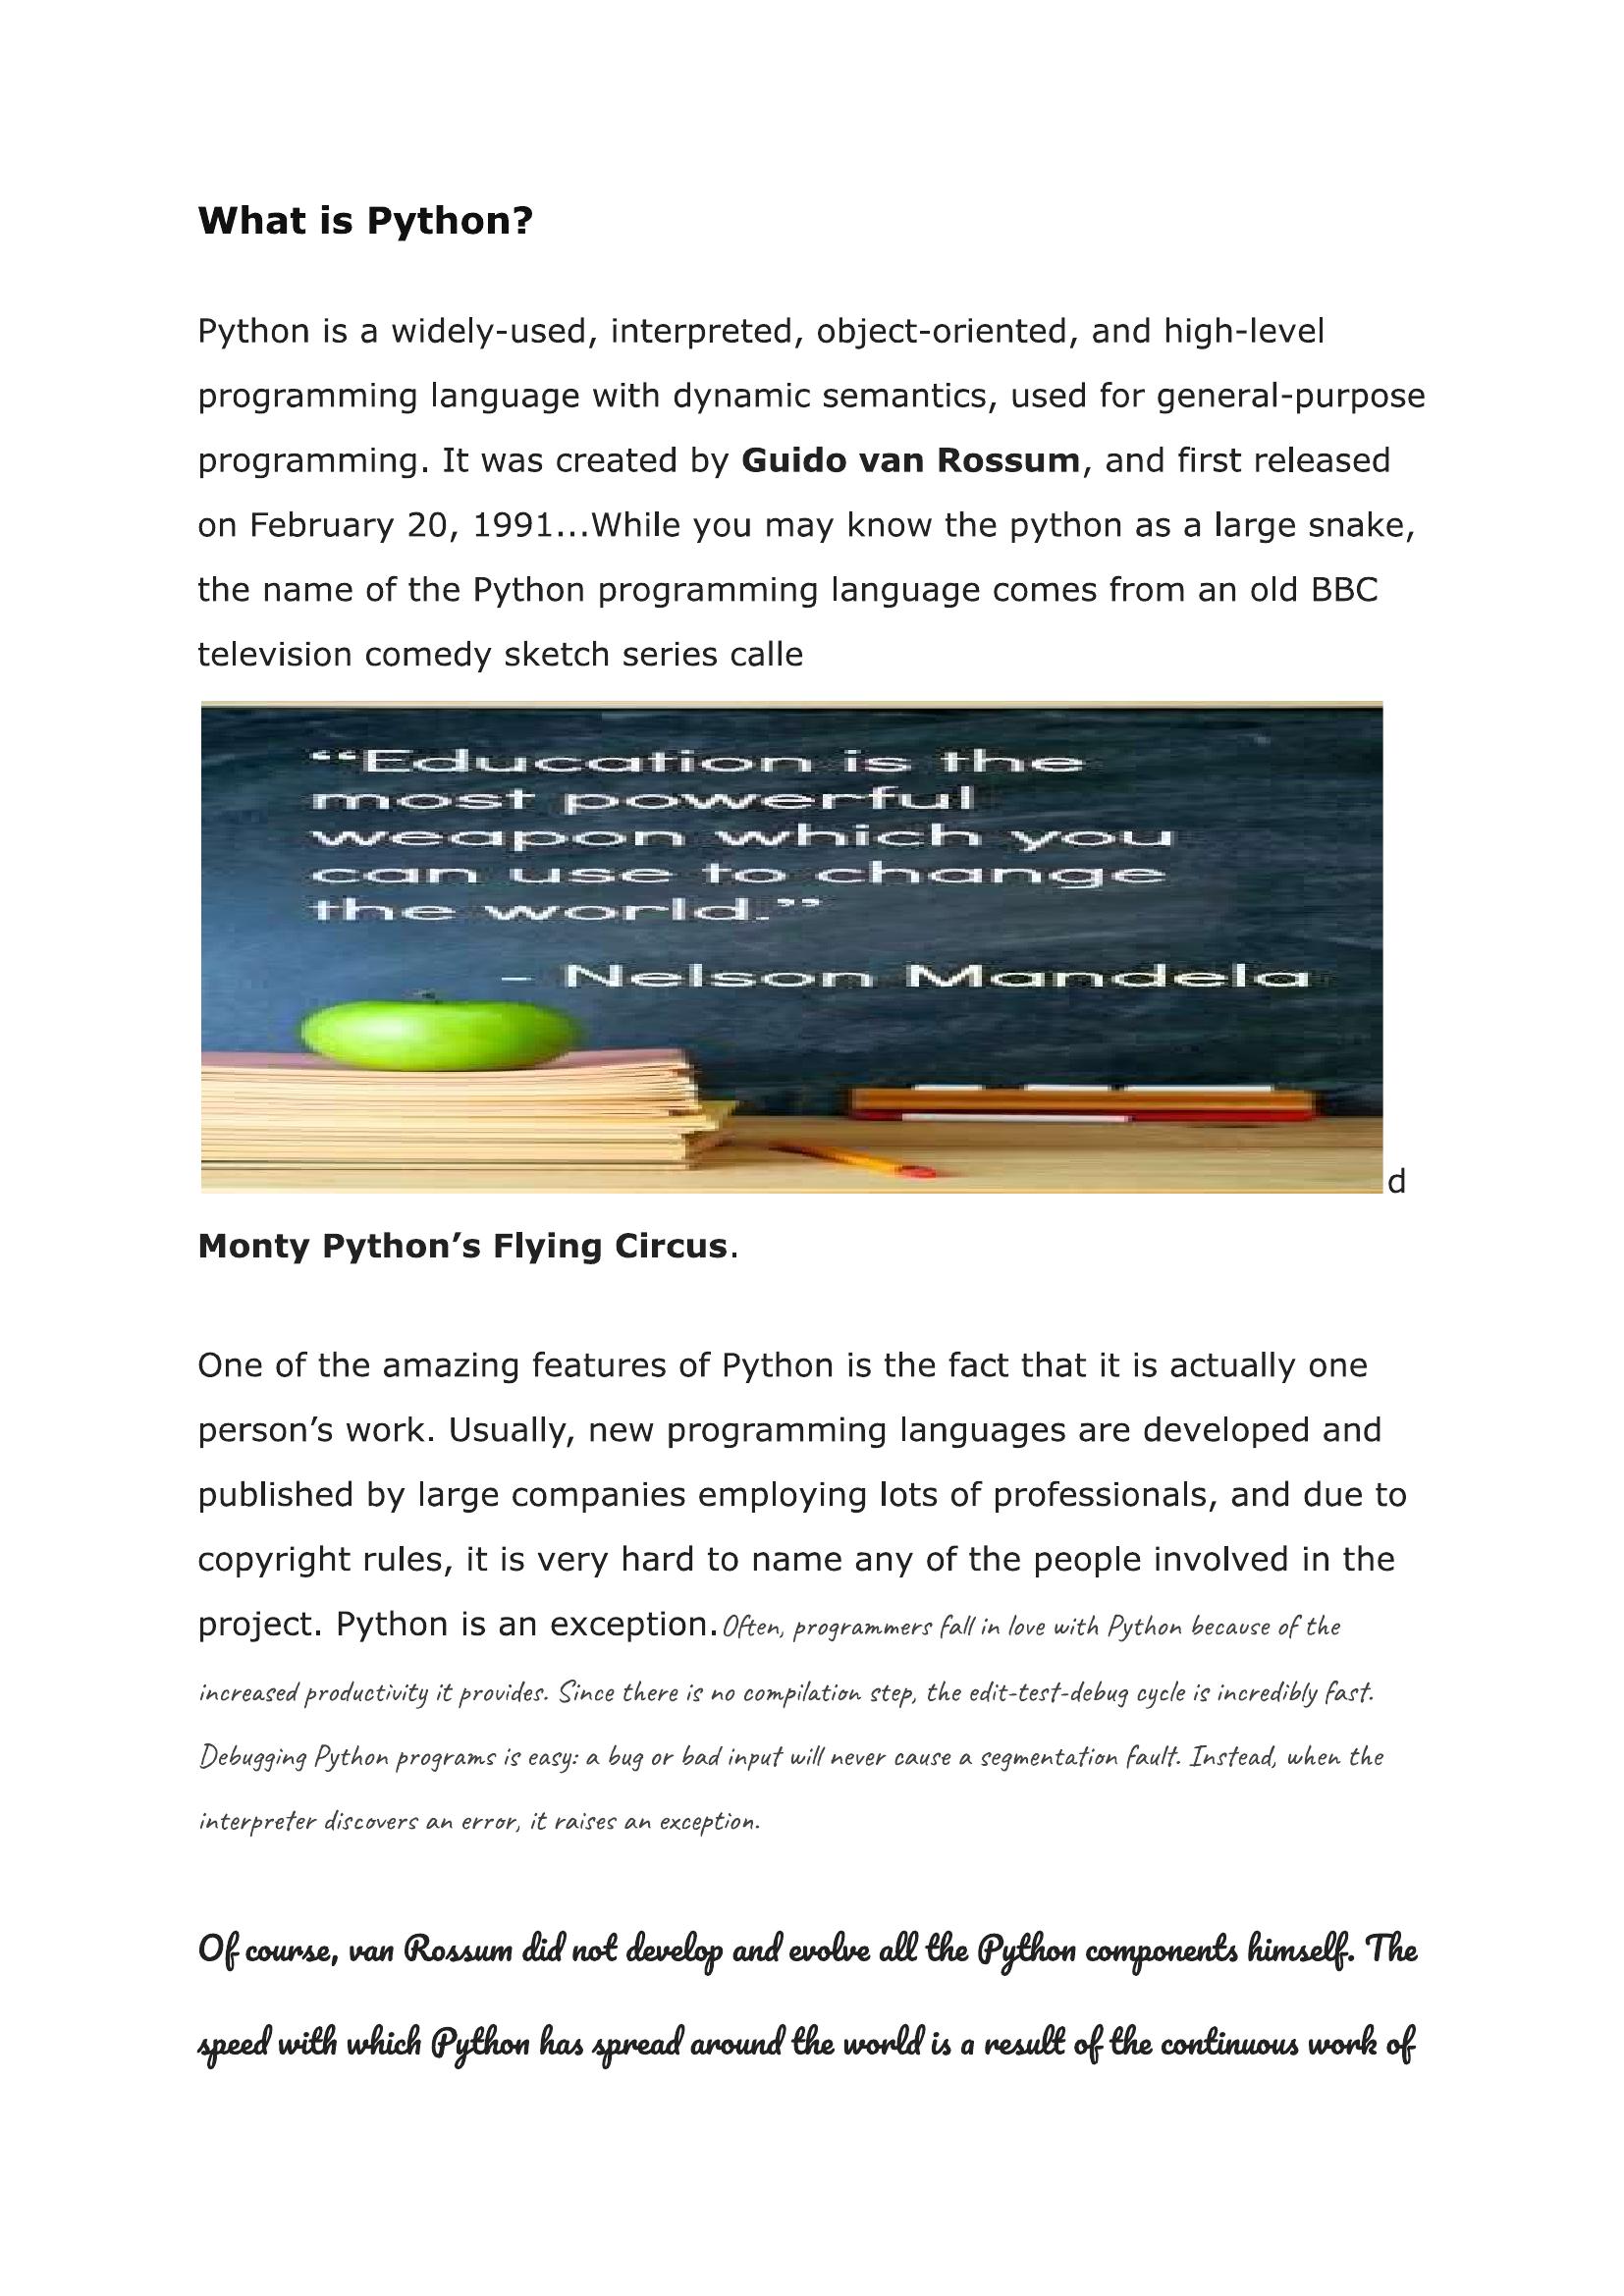 What is Python?
Python is a widely-used, interpreted, object-oriented, and high-level
programming language with dynamic semantics, used for general-purpose
programming. It was created by Guido van Rossum, and first released
on February 20, 1991...While you may know the python as a large snake,
the name of the Python programming language comes from an old BBC
television comedy sketch series calle
“Education is the
most powerful
weapon which you
can use to change
the world.”
- Nelson Mandela
d
Monty Python’s Flying Circus.
One of the amazing features of Python is the fact that it is actually one
person’s work. Usually, new programming languages are developed and
published by large companies employing lots of professionals, and due to
copyright rules, it is very hard to name any of the people involved in the
project. Python is an exception. Often, programmers fall in love with Python because of the
increased productivity it provides. Since there is no compilation step, the edit-test-debug cycle is incredibly fast.
Debugging Python programs is easy: a bug or bad input will never cause a segmentation fault. Instead, when the
interpreter discovers an error, it raises an exception.
Of course, van Rossum did not develop and evolve all the Python components himself. The
speed with which Python has spread around the world is a result of the continuous work of